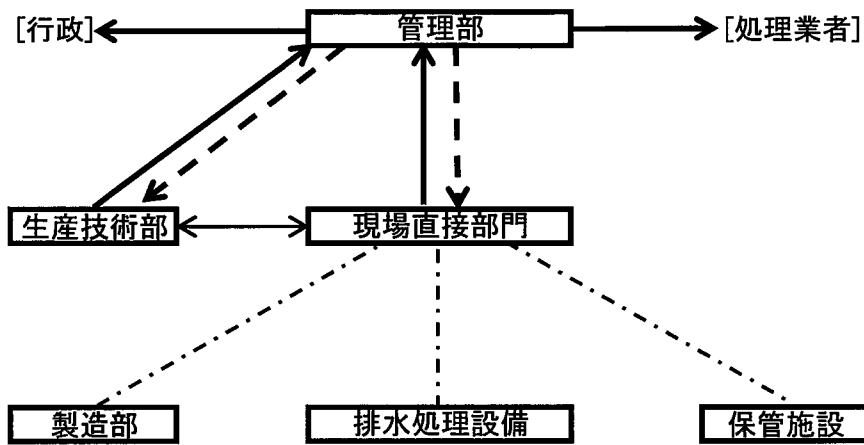 [行政]
管理部
[処理業者]
生産技術部
現場直接部門
製造部
排水処理設備
保管施設